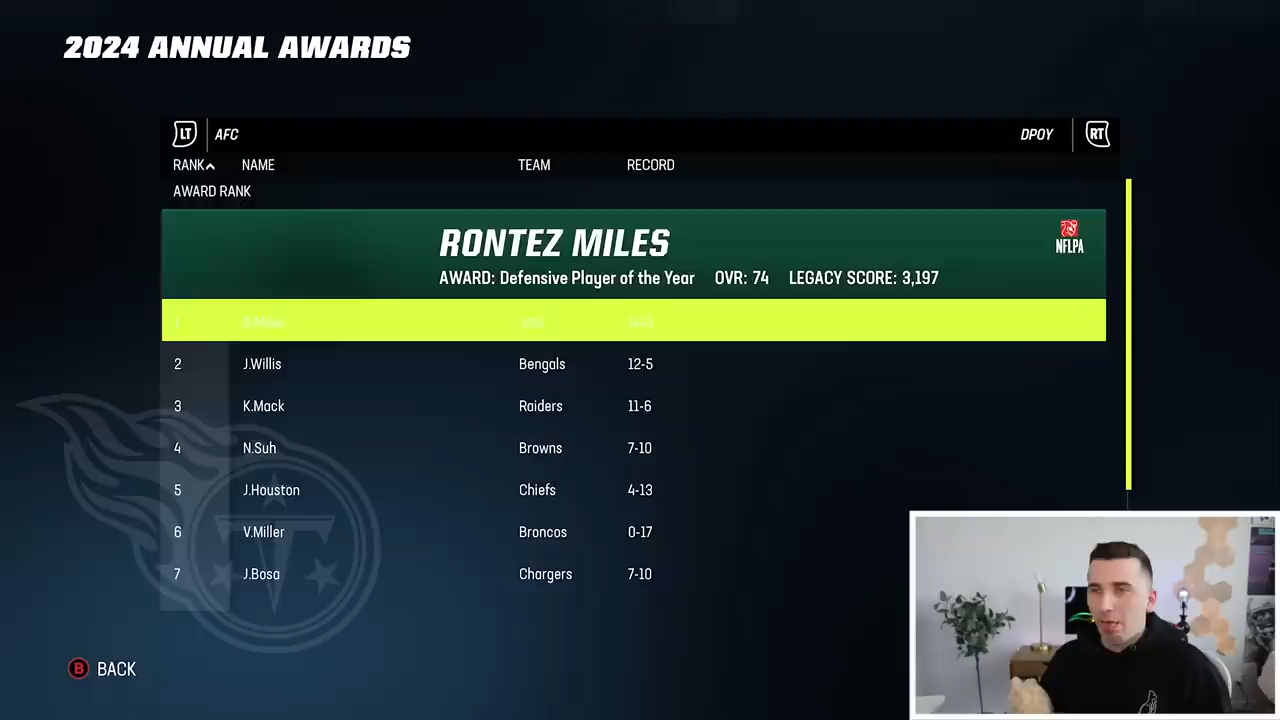 2024 ANNUAL AWARDS
LT AFC DPOY RT
RANK NAME TEAM RECORD
AWARD RANK
RONTEZ MILES
NFLPA
AWARD: Defensive Player of the Year OVR: 74 LEGACY SCORE: 3,197
1
2 J.Willis Bengals 12-5
3 K.Mack Raiders 11-6
4 N.Suh Browns 7-10
5 J.Houston Chiefs 4-13
6 V.Miller Broncos 0-17
7 J.Bosa Chargers 7-10
B BACK